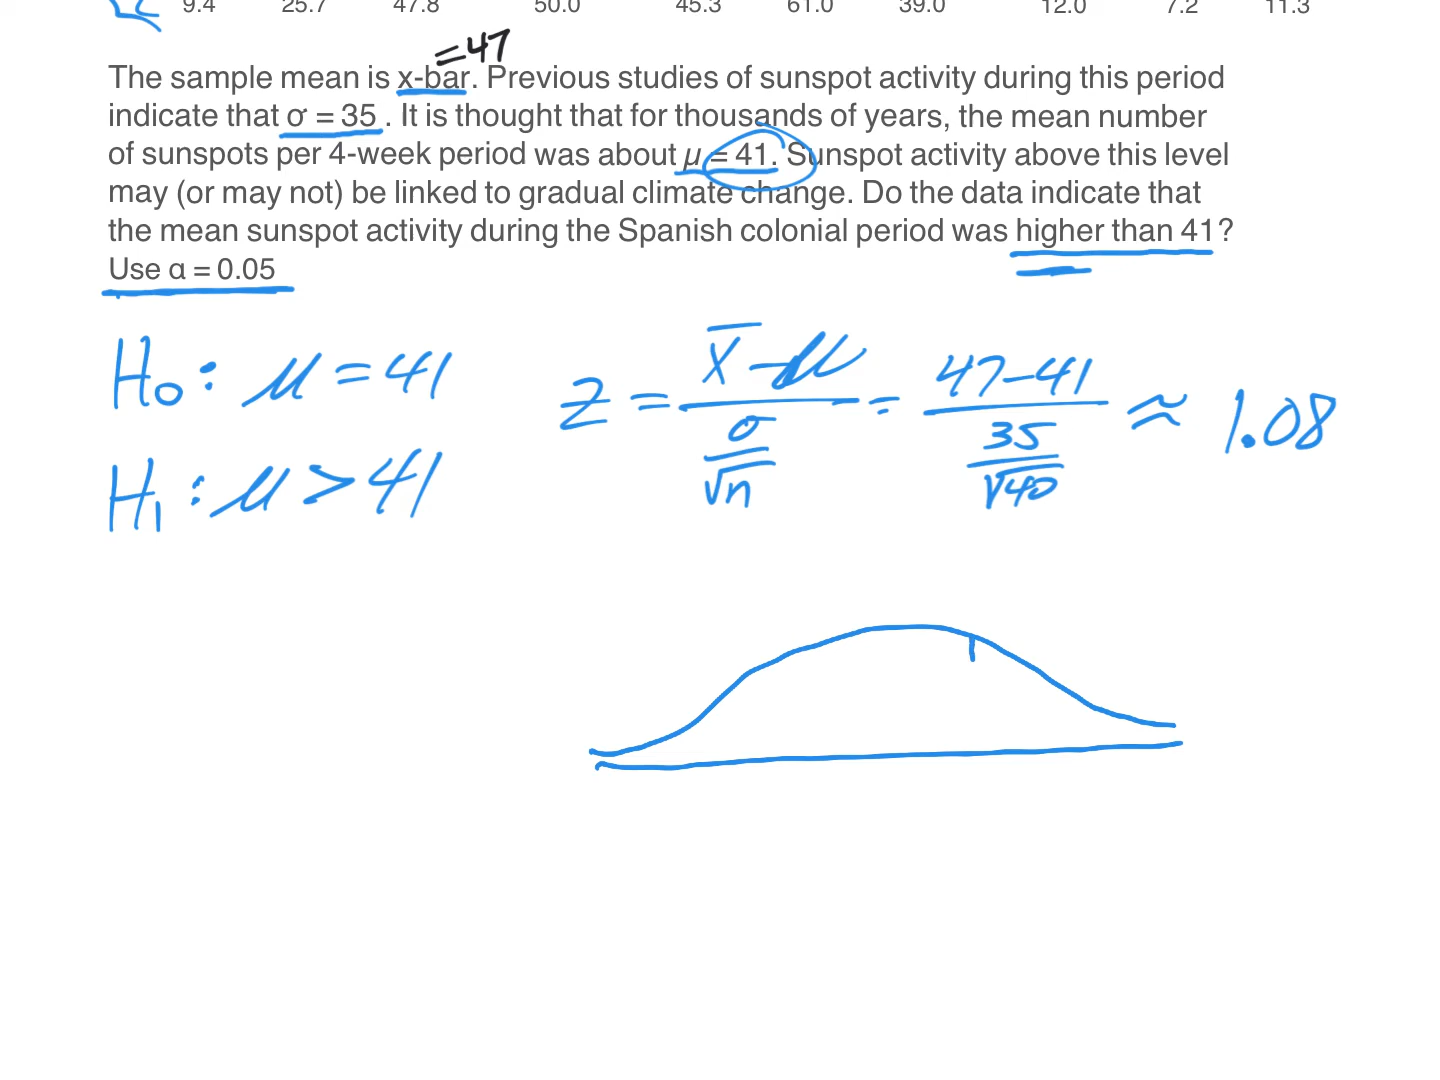 9.4 25.7 47.8 50.0 45.3 61.0 39.0 12.0 7.2 11.3
=47
The sample mean is x-bar. Previous studies of sunspot activity during this period
indicate that σ = 35 . It is thought that for thousands of years, the mean number
of sunspots per 4-week period was about μ = 41. Sunspot activity above this level
may (or may not) be linked to gradual climate change. Do the data indicate that
the mean sunspot activity during the Spanish colonial period was higher than 41?
Use α = 0.05
H₀: μ = 41
H₁: μ > 41
z = (x̄ - μ) / (σ/√n) = (47-41) / (35/√40) ≈ 1.08